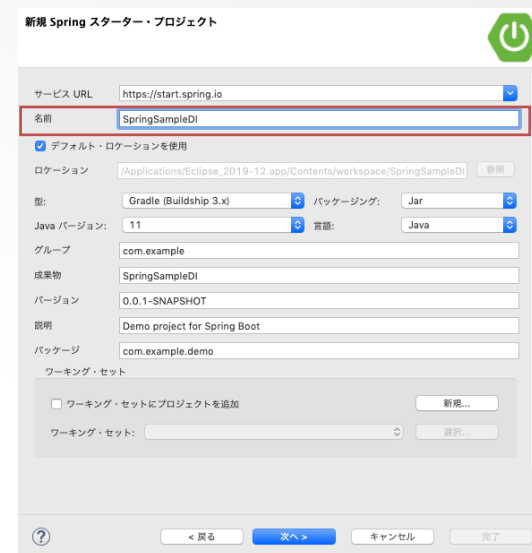 新規 Spring スターター・プロジェクト
サービス URL https://start.spring.io
名前 SpringSampleDI
デフォルト・ロケーションを使用
ロケーション /Applications/Eclipse_2019-12.app/Contents/workspace/SpringSampleDI 参照
型: Gradle (Buildship 3.x) パッケージング: Jar
Java バージョン: 11 言語: Java
グループ com.example
成果物 SpringSampleDI
バージョン 0.0.1-SNAPSHOT
説明 Demo project for Spring Boot
パッケージ com.example.demo
ワーキング・セット
ワーキング・セットにプロジェクトを追加 新規...
ワーキング・セット: 選択...
? < 戻る 次へ > キャンセル 完了